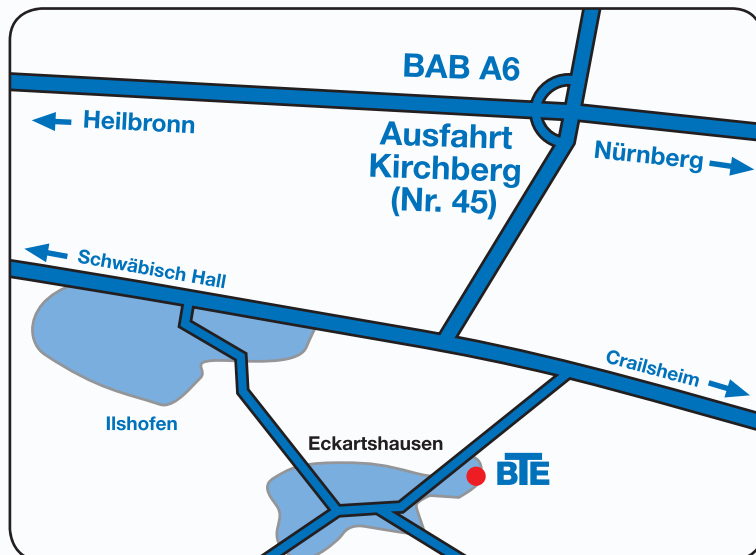 BAB A6
Heilbronn
Ausfahrt
Kirchberg
(Nr. 45)
Nürnberg
Schwäbisch Hall
Crailsheim
Ilshofen
Eckartshausen
BTE